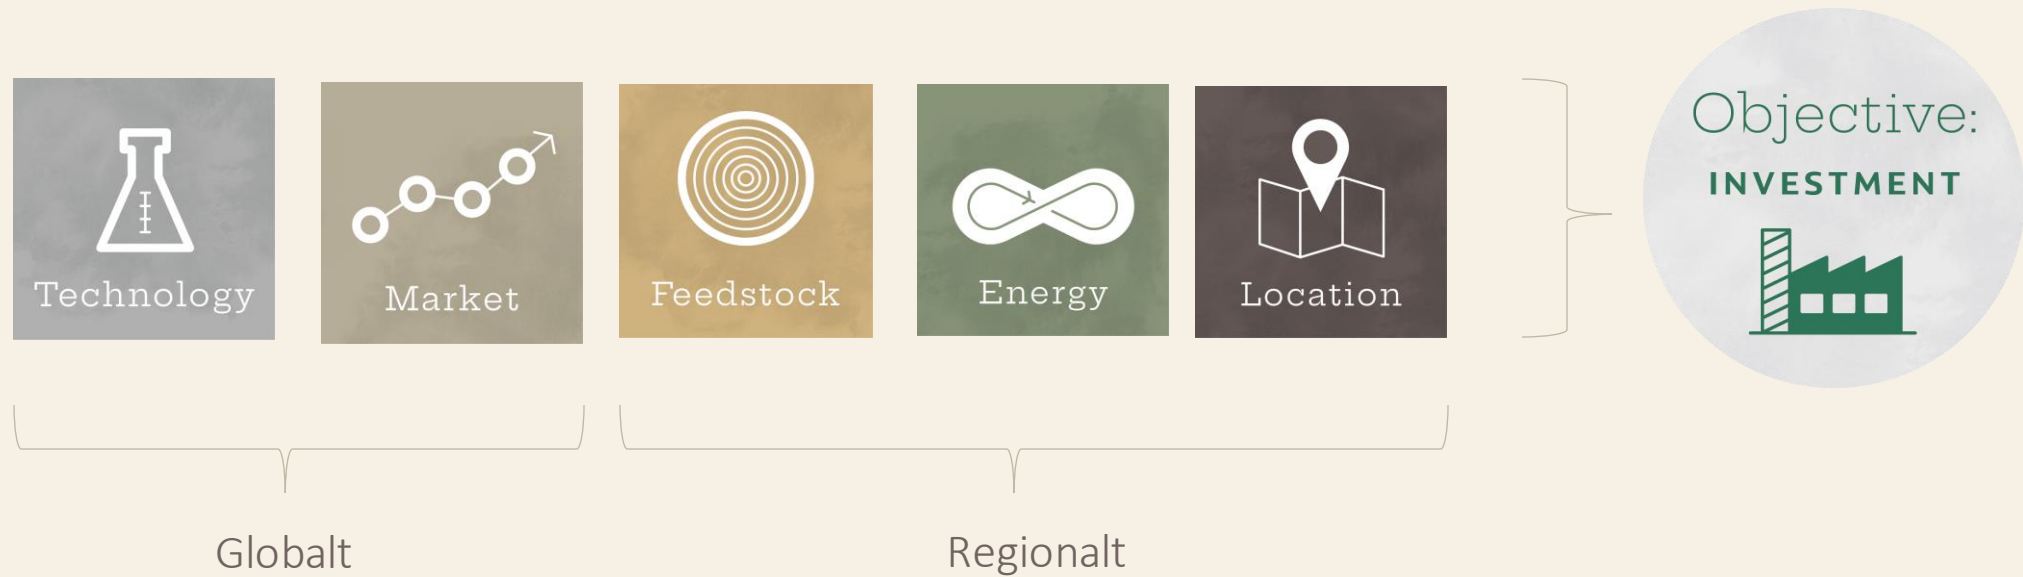 Technology
Market
Feedstock
Energy
Location
Objective:
INVESTMENT
Globalt
Regionalt